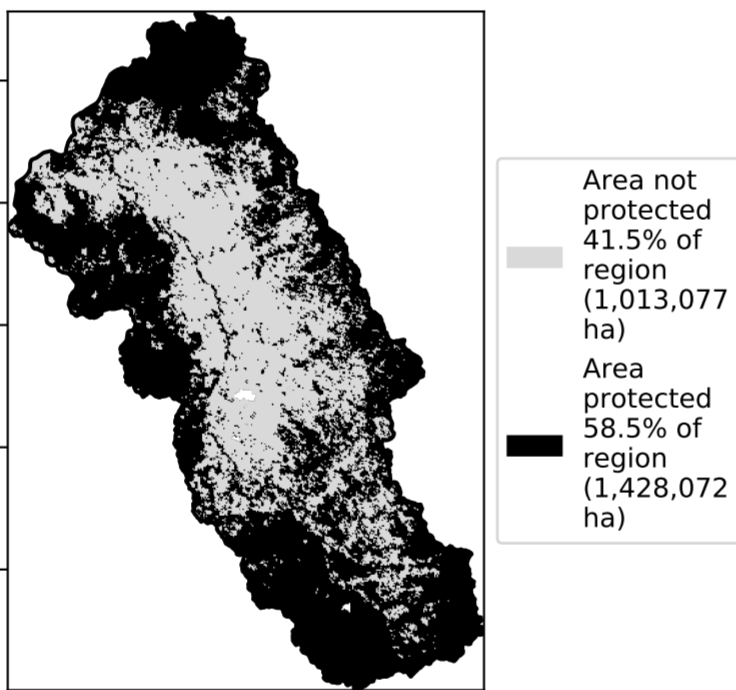 Area not
protected
41.5% of
region
(1,013,077
ha)
Area
protected
58.5% of
region
(1,428,072
ha)